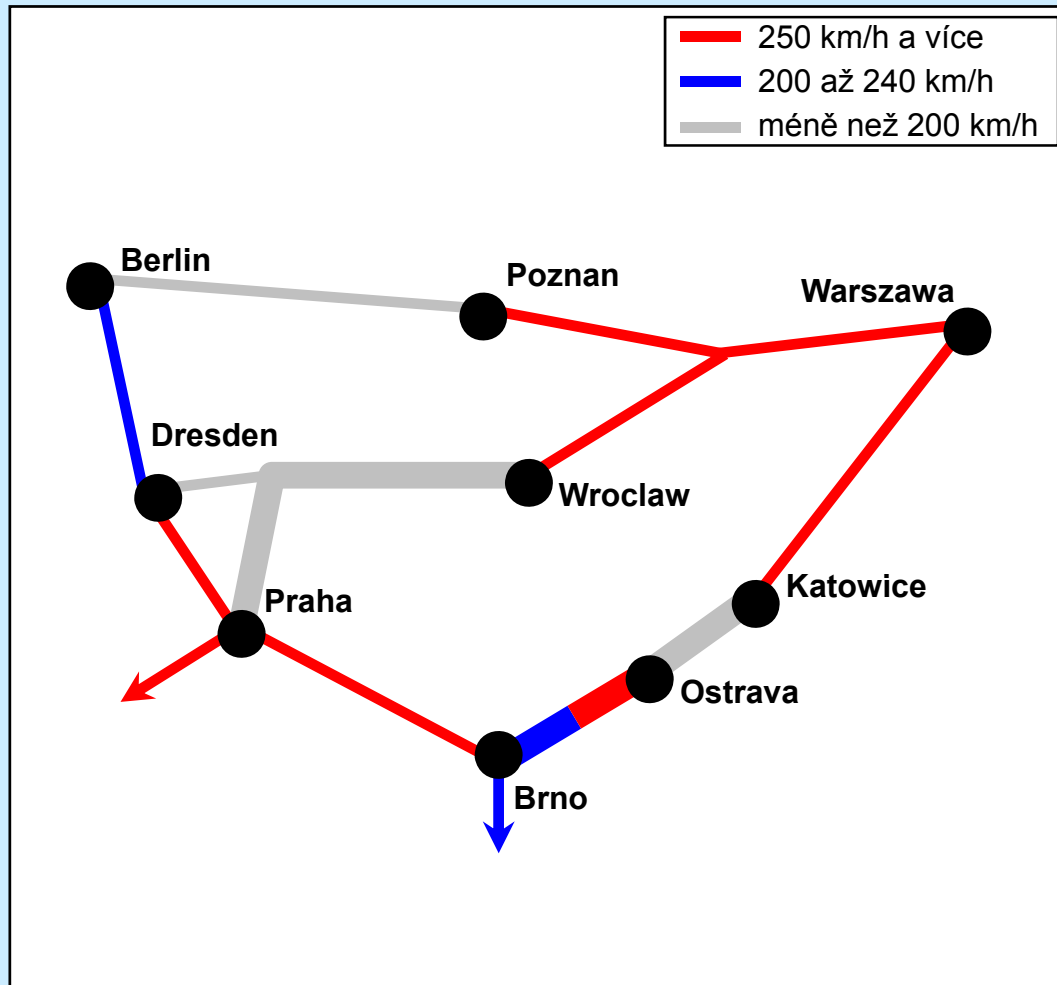 250 km/h a více
200 až 240 km/h
méně než 200 km/h
Berlin
Poznan
Warszawa
Dresden
Wroclaw
Praha
Katowice
Ostrava
Brno